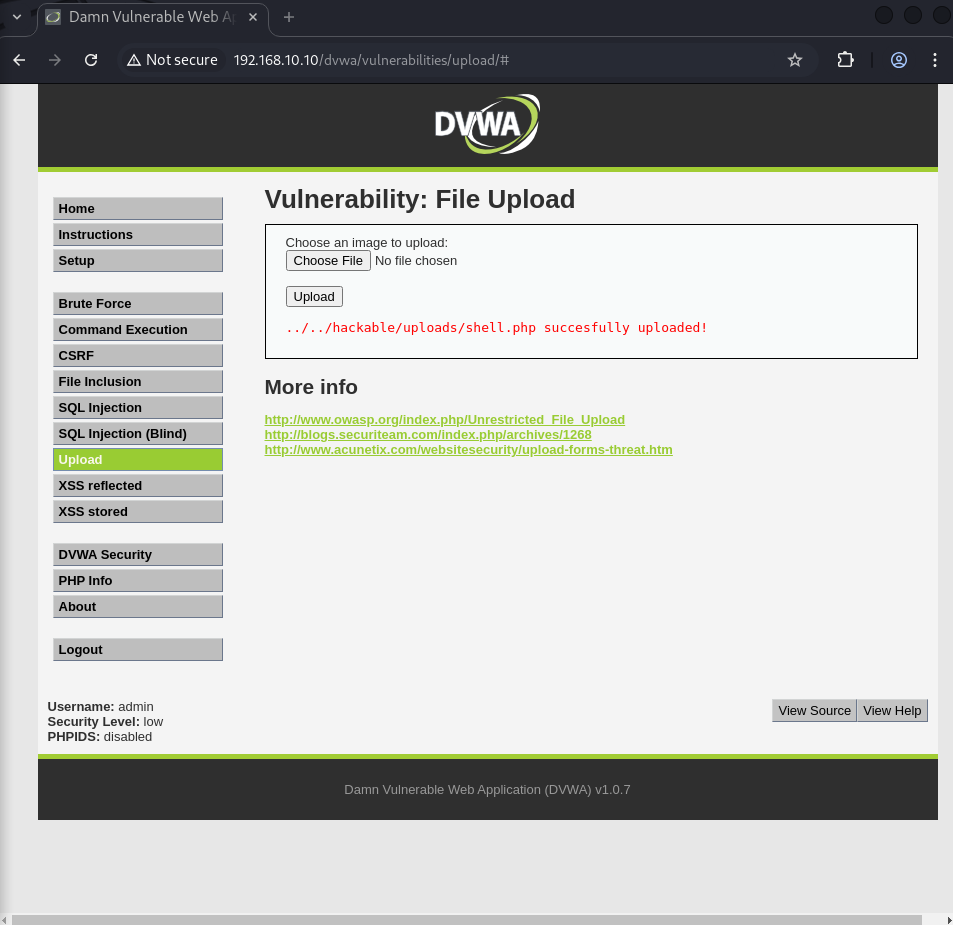 Damn Vulnerable Web Ap
Not secure 192.168.10.10/dvwa/vulnerabilities/upload/#
DVWA
Home
Instructions
Setup
Brute Force
Command Execution
CSRF
File Inclusion
SQL Injection
SQL Injection (Blind)
Upload
XSS reflected
XSS stored
DVWA Security
PHP Info
About
Logout
Vulnerability: File Upload
Choose an image to upload:
Choose File No file chosen
Upload
../../hackable/uploads/shell.php succesfully uploaded!
More info
http://www.owasp.org/index.php/Unrestricted_File_Upload
http://blogs.securiteam.com/index.php/archives/1268
http://www.acunetix.com/websitesecurity/upload-forms-threat.htm
Username: admin
Security Level: low
PHPIDS: disabled
View Source View Help
Damn Vulnerable Web Application (DVWA) v1.0.7